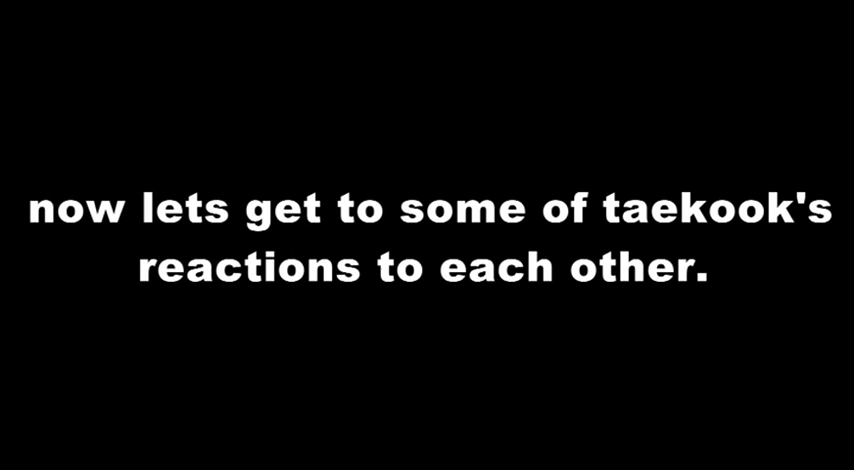 now lets get to some of taekook's
reactions to each other.